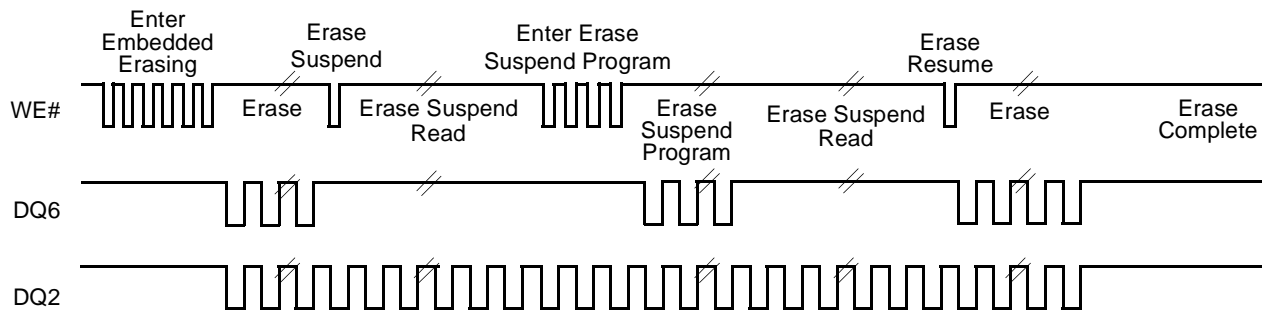 Enter
Embedded
Erasing
Erase
Suspend
Enter Erase
Suspend Program
Erase
Resume
WE#
Erase
Erase Suspend
Read
Erase
Suspend
Program
Erase Suspend
Read
Erase
Erase
Complete
DQ6
DQ2